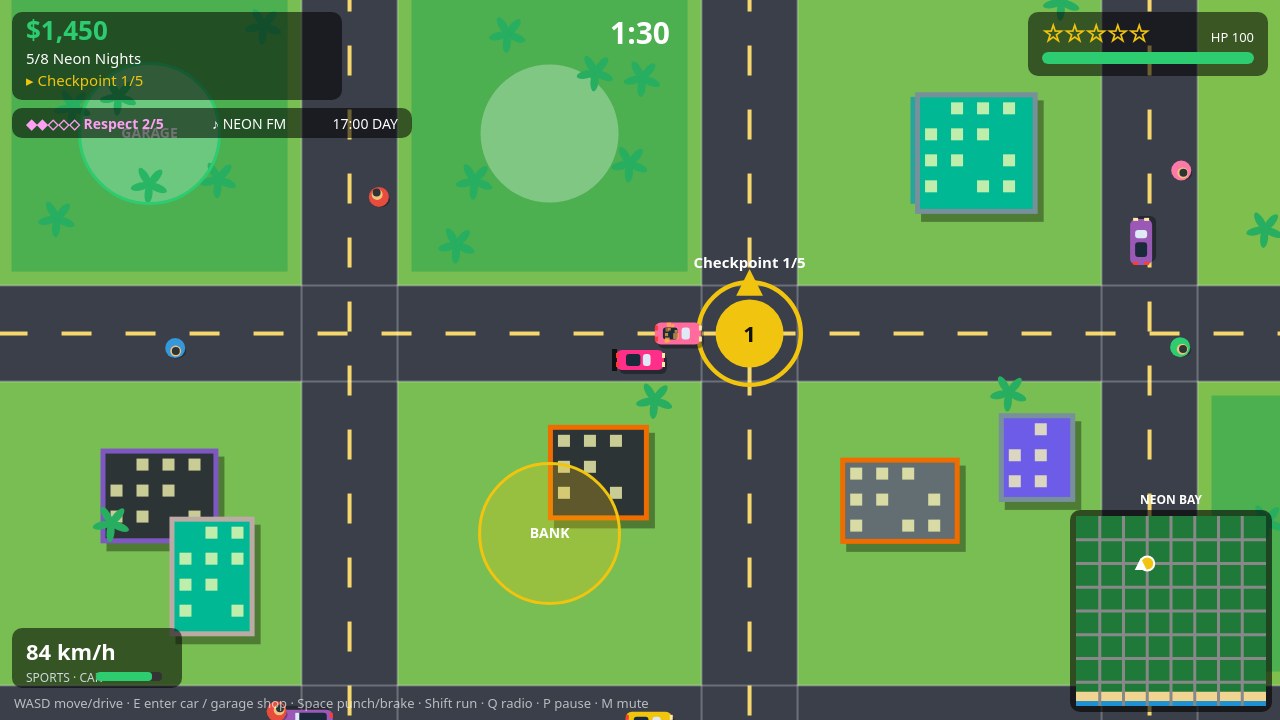 $1,450
5/8 Neon Nights
▸ Checkpoint 1/5
◆◆◇◇◇ Respect 2/5 ♪ NEON FM 17:00 DAY
GARAGE
1:30
☆☆☆☆☆ HP 100
Checkpoint 1/5
1
BANK
NEON BAY
84 km/h
SPORTS · CAR
WASD move/drive · E enter car / garage shop · Space punch/brake · Shift run · Q radio · P pause · M mute